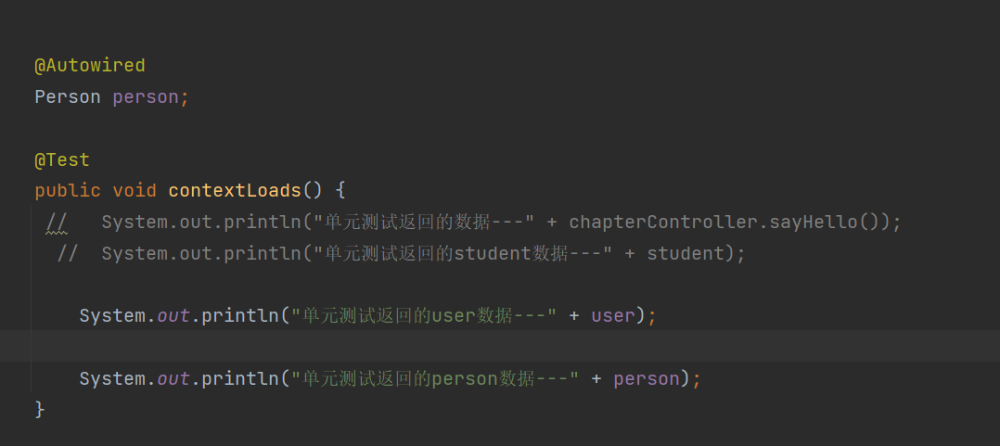 @Autowired
Person person;
@Test
public void contextLoads() {
//   System.out.println("单元测试返回的数据---" + chapterController.sayHello());
//  System.out.println("单元测试返回的student数据---" + student);
System.out.println("单元测试返回的user数据---" + user);
System.out.println("单元测试返回的person数据---" + person);
}